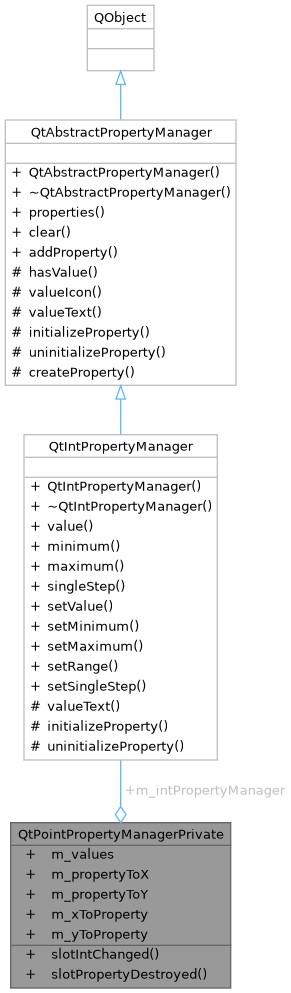 QObject
QtAbstractPropertyManager
+ QtAbstractPropertyManager()
+ ~QtAbstractPropertyManager()
+ properties()
+ clear()
+ addProperty()
# hasValue()
# valueIcon()
# valueText()
# initializeProperty()
# uninitializeProperty()
# createProperty()
QtIntPropertyManager
+ QtIntPropertyManager()
+ ~QtIntPropertyManager()
+ value()
+ minimum()
+ maximum()
+ singleStep()
+ setValue()
+ setMinimum()
+ setMaximum()
+ setRange()
+ setSingleStep()
# valueText()
# initializeProperty()
# uninitializeProperty()
+m_intPropertyManager
QtPointPropertyManagerPrivate
+ m_values
+ m_propertyToX
+ m_propertyToY
+ m_xToProperty
+ m_yToProperty
+ slotIntChanged()
+ slotPropertyDestroyed()